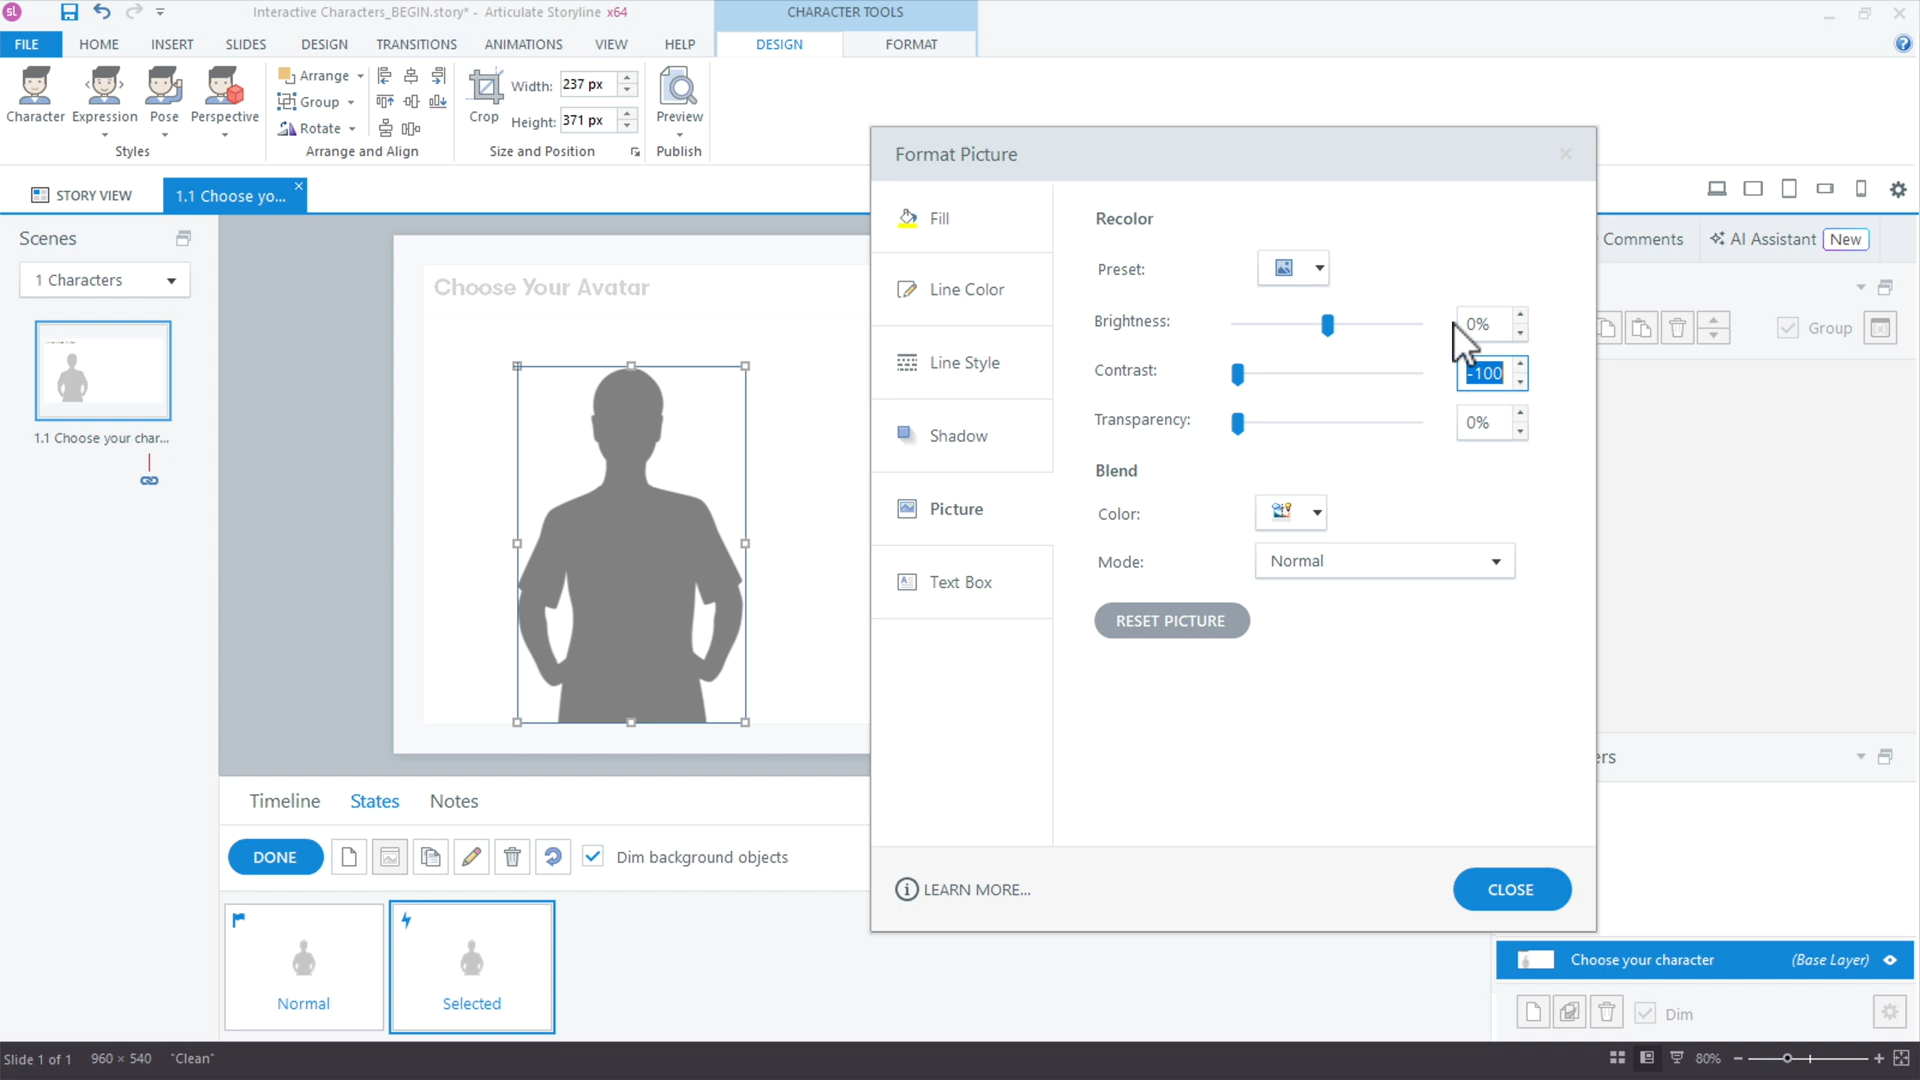 sl
Interactive Characters_BEGIN.story* - Articulate Storyline x64
CHARACTER TOOLS
FILE HOME INSERT SLIDES DESIGN TRANSITIONS ANIMATIONS VIEW HELP DESIGN FORMAT
Character Expression Pose Perspective
Styles
Arrange
Group
Rotate
Arrange and Align
Crop
Width: 237 px
Height: 371 px
Size and Position
Preview
Publish
STORY VIEW
1.1 Choose yo...
Comments
AI Assistant New
Scenes
1 Characters
1.1 Choose your char...
Choose Your Avatar
Group
Format Picture
Fill
Line Color
Line Style
Shadow
Picture
Text Box
Recolor
Preset:
Brightness: 0%
Contrast: -100
Transparency: 0%
Blend
Color:
Mode: Normal
RESET PICTURE
LEARN MORE...
CLOSE
ers
Timeline States Notes
DONE
Dim background objects
Normal
Selected
Choose your character (Base Layer)
Dim
Slide 1 of 1 960 × 540 "Clean"
80%